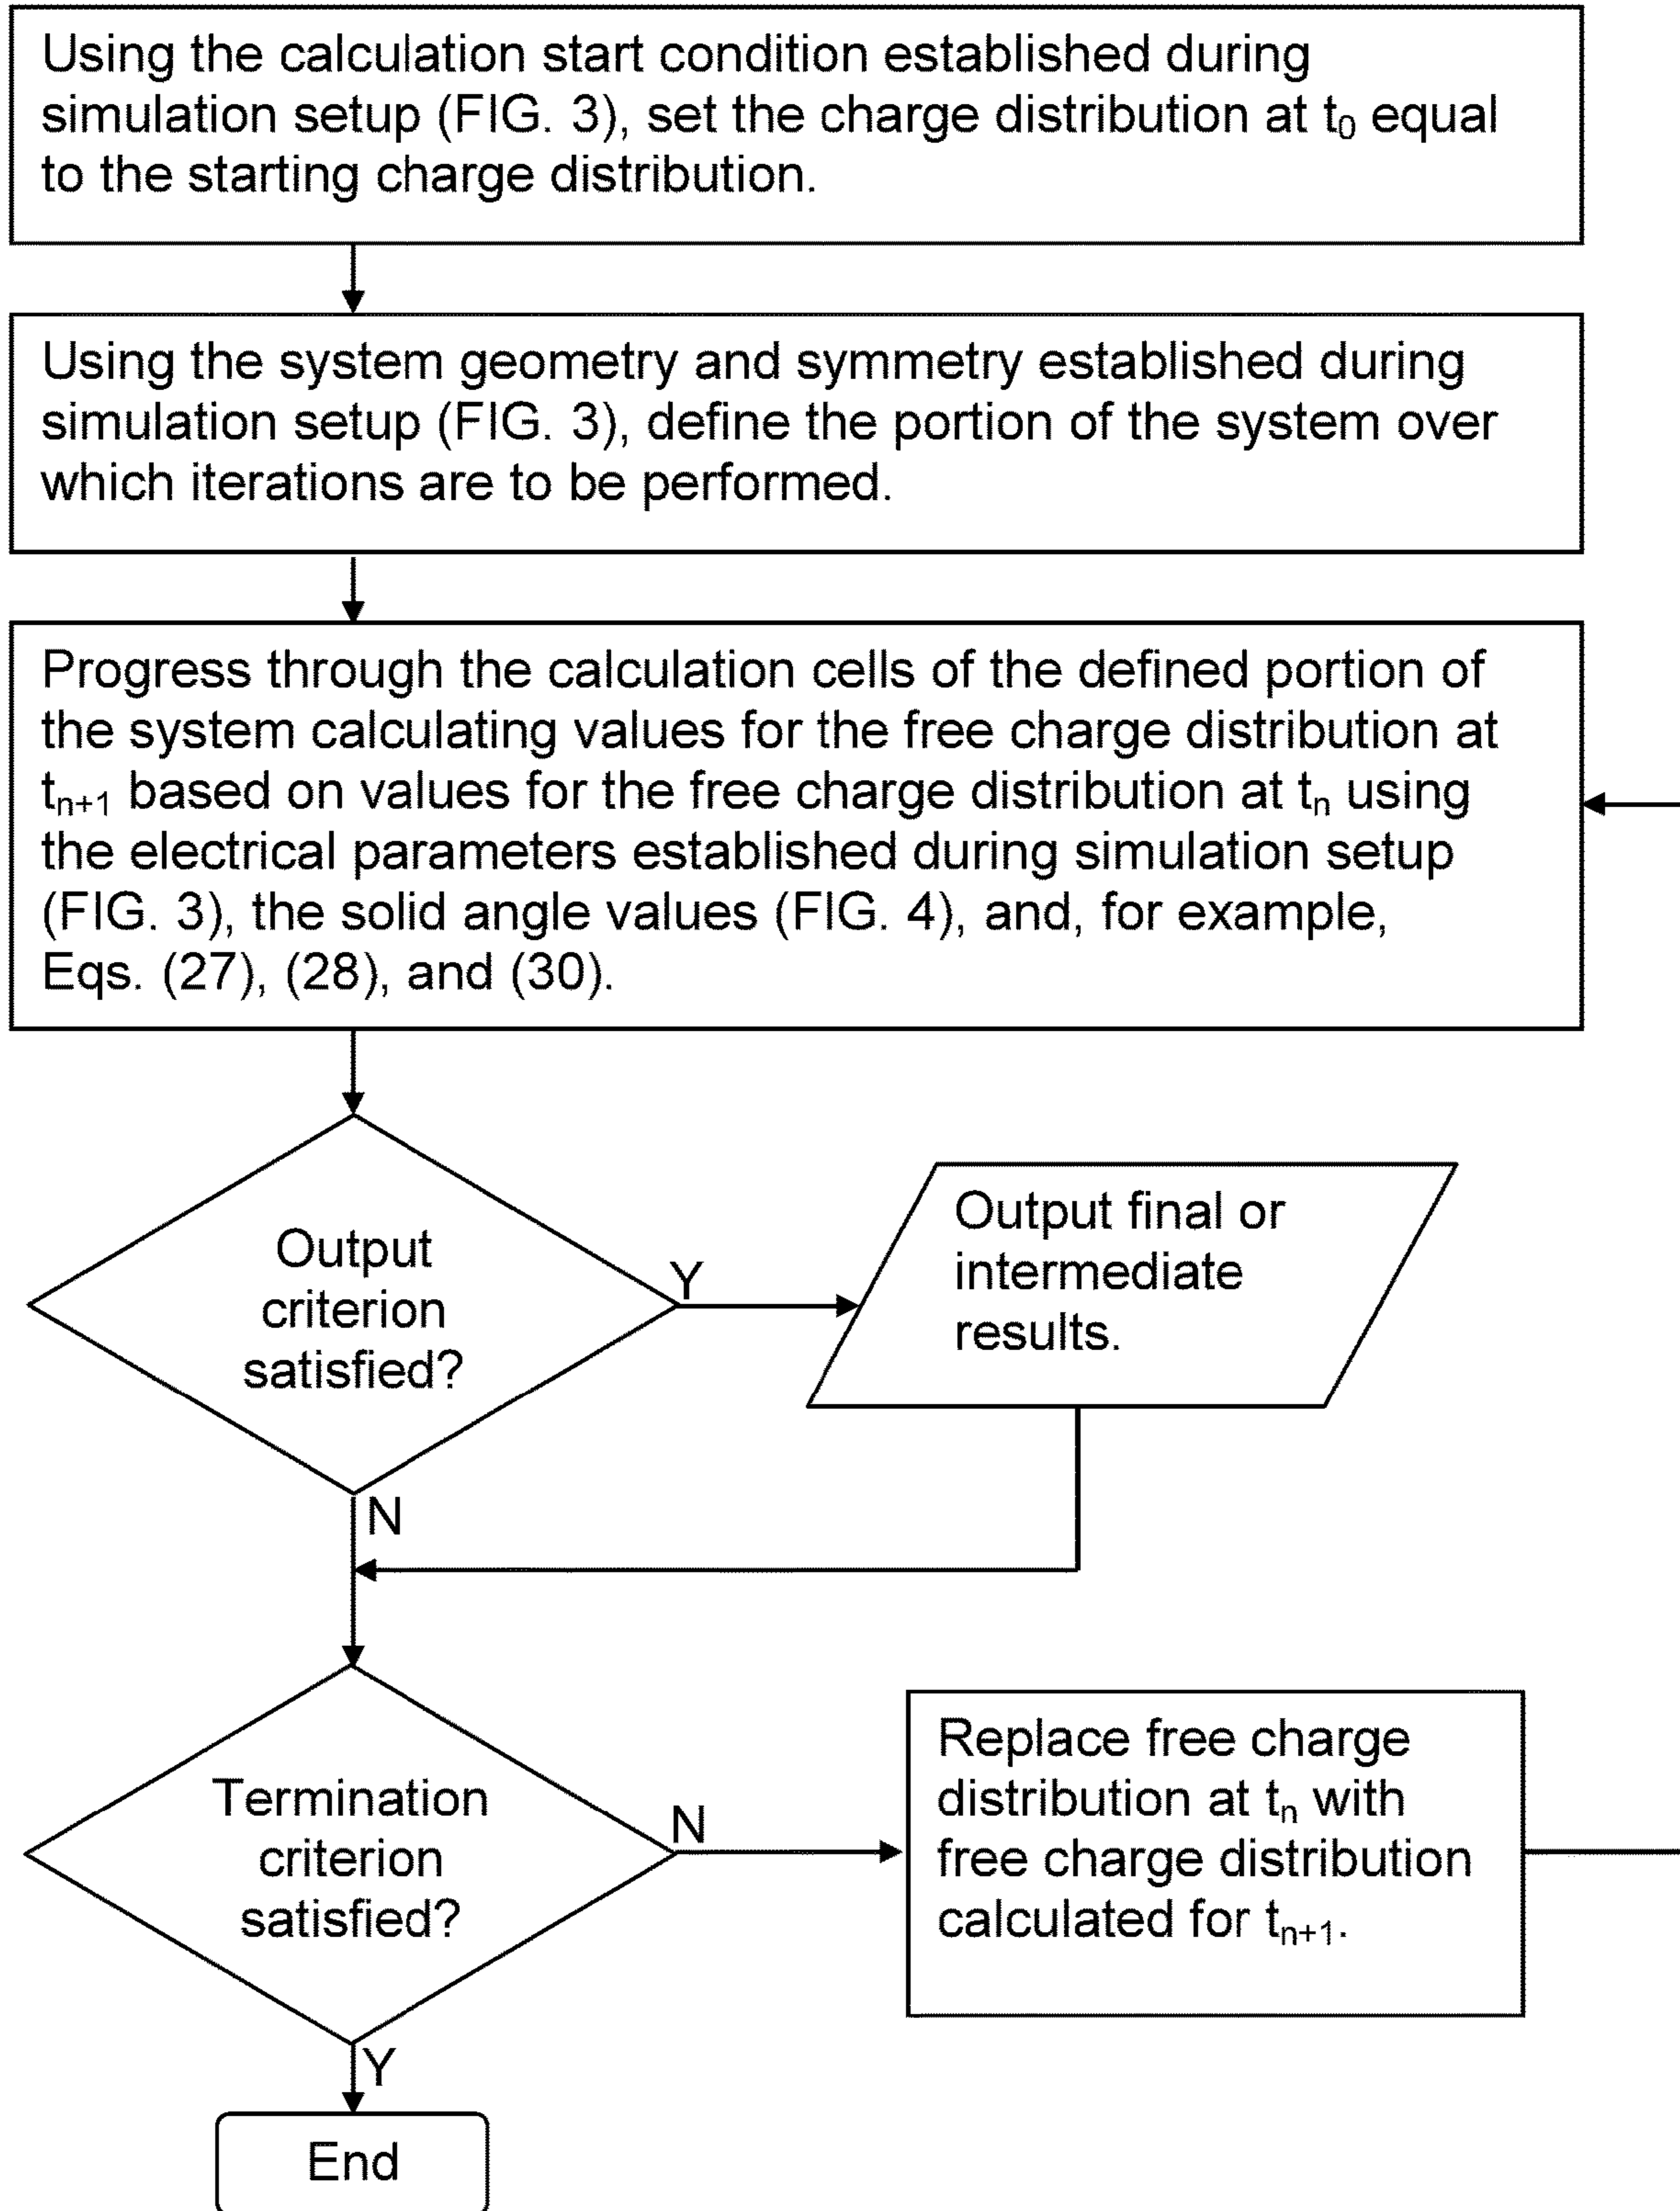 Using the calculation start condition established during
simulation setup (FIG. 3), set the charge distribution at t₀ equal
to the starting charge distribution.
Using the system geometry and symmetry established during
simulation setup (FIG. 3), define the portion of the system over
which iterations are to be performed.
Progress through the calculation cells of the defined portion of
the system calculating values for the free charge distribution at
tₙ₊₁ based on values for the free charge distribution at tₙ using
the electrical parameters established during simulation setup
(FIG. 3), the solid angle values (FIG. 4), and, for example,
Eqs. (27), (28), and (30).
Output
criterion
satisfied?
Y
Output final or
intermediate
results.
N
Termination
criterion
satisfied?
N
Replace free charge
distribution at tₙ with
free charge distribution
calculated for tₙ₊₁.
Y
End